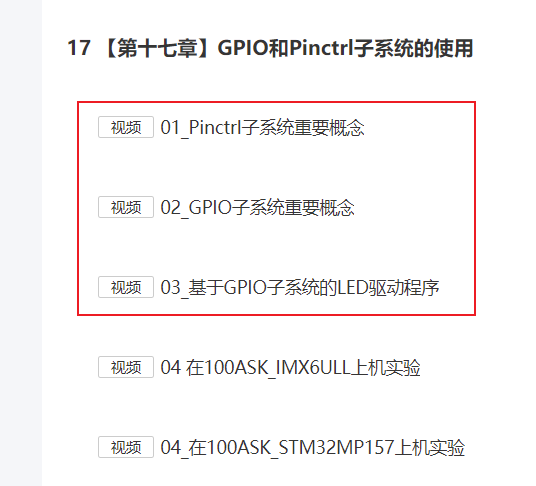 17 【第十七章】GPIO和Pinctrl子系统的使用
视频 01_Pinctrl子系统重要概念
视频 02_GPIO子系统重要概念
视频 03_基于GPIO子系统的LED驱动程序
视频 04 在100ASK_IMX6ULL上机实验
视频 04_在100ASK_STM32MP157上机实验